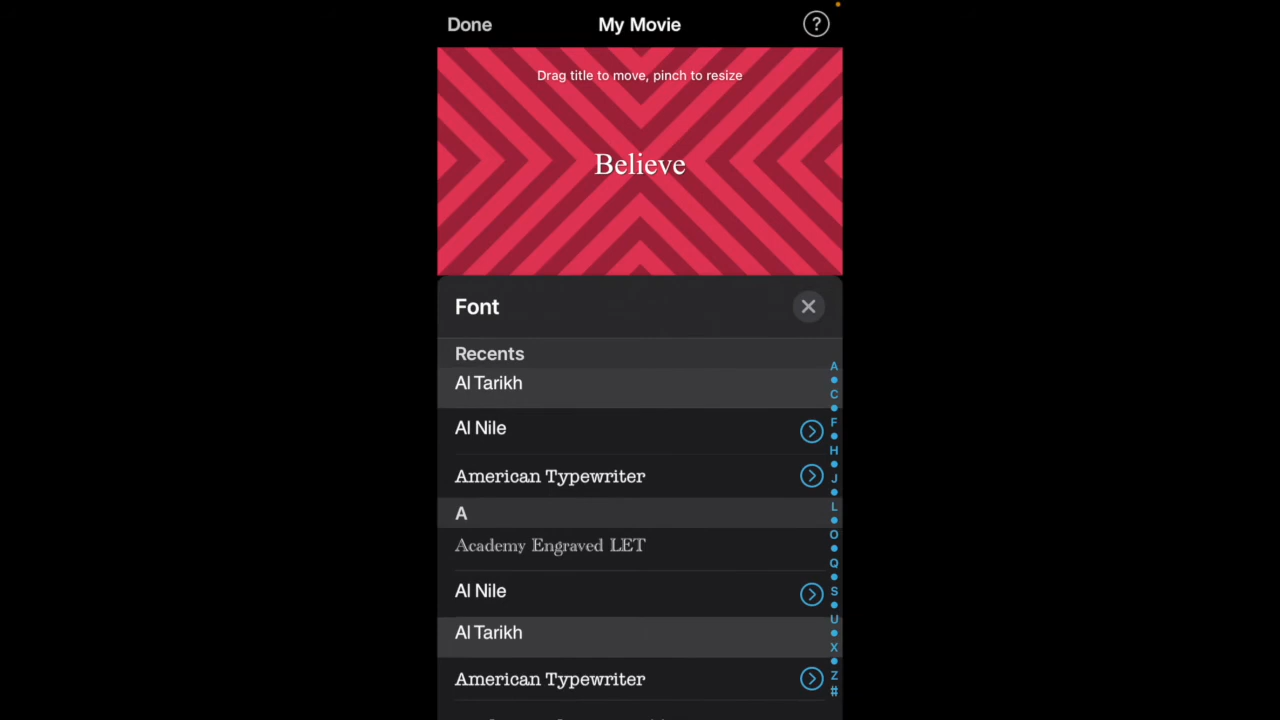 Done
My Movie
?
Drag title to move, pinch to resize
Believe
Font
Recents
Al Tarikh
Al Nile
American Typewriter
A
Academy Engraved LET
Al Nile
Al Tarikh
American Typewriter
A
C
F
H
J
L
O
Q
S
U
X
Z
#